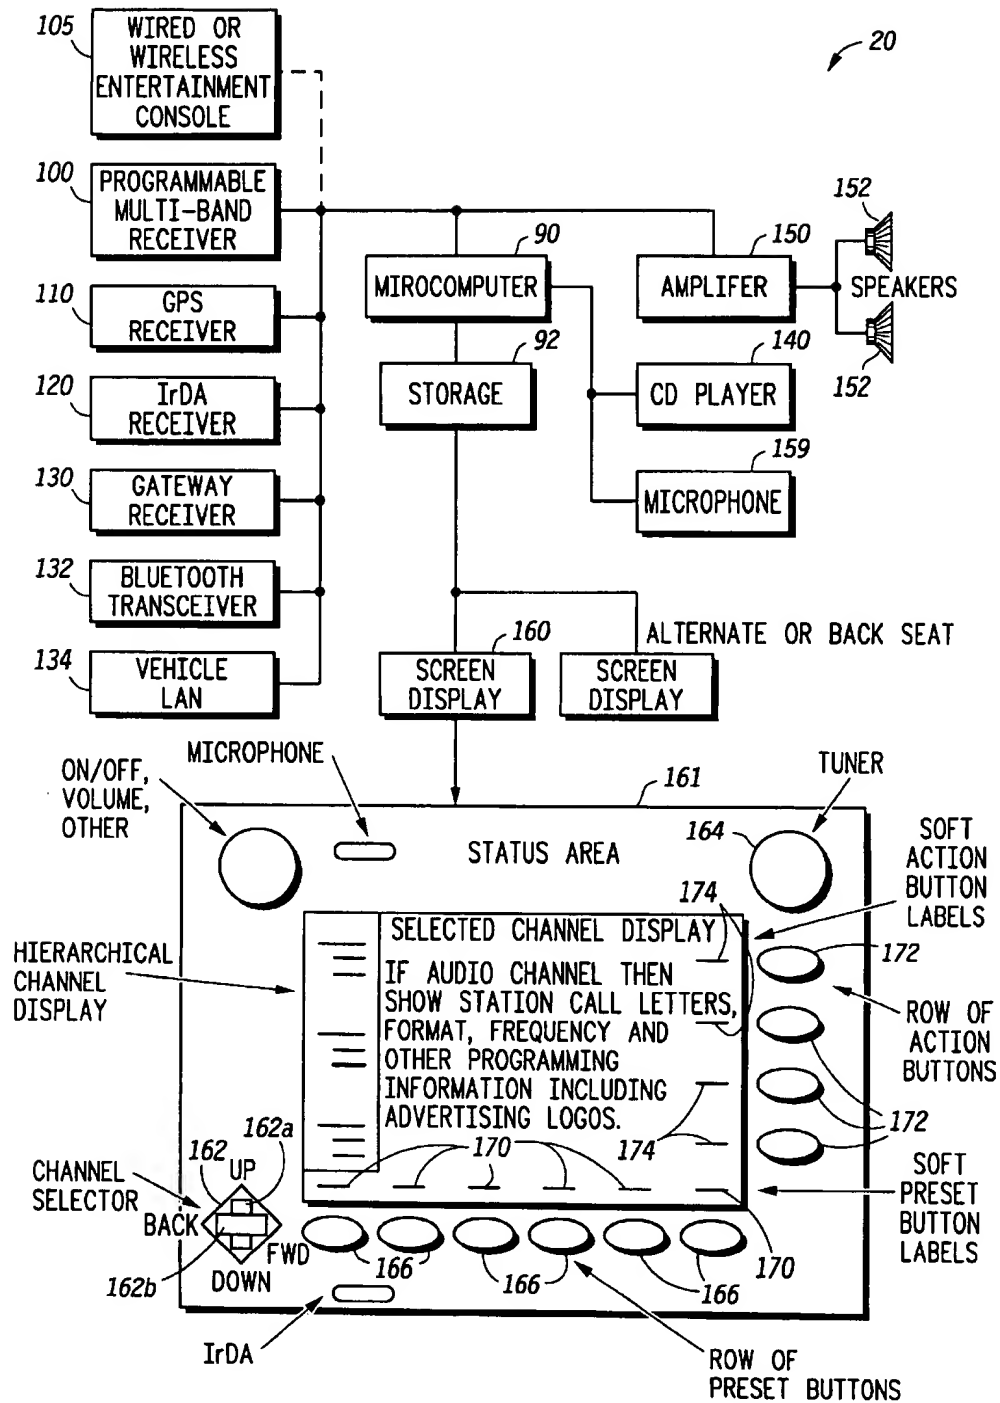 105
WIRED OR
WIRELESS
ENTERTAINMENT
CONSOLE
20
100
PROGRAMMABLE
MULTI-BAND
RECEIVER
152
90
150
MIROCOMPUTER
AMPLIFER
SPEAKERS
110
GPS
RECEIVER
92
140
152
120
IrDA
RECEIVER
STORAGE
CD PLAYER
130
GATEWAY
RECEIVER
159
MICROPHONE
132
BLUETOOTH
TRANSCEIVER
160
ALTERNATE OR BACK SEAT
134
VEHICLE
LAN
SCREEN
DISPLAY
SCREEN
DISPLAY
MICROPHONE
ON/OFF,
VOLUME,
OTHER
161
TUNER
164
STATUS AREA
SOFT
ACTION
BUTTON
LABELS
174
HIERARCHICAL
CHANNEL
DISPLAY
SELECTED CHANNEL DISPLAY
IF AUDIO CHANNEL THEN
SHOW STATION CALL LETTERS,
FORMAT, FREQUENCY AND
OTHER PROGRAMMING
INFORMATION INCLUDING
ADVERTISING LOGOS.
172
ROW OF
ACTION
BUTTONS
172
170
174
162
162a
CHANNEL
SELECTOR
UP
BACK
FWD
DOWN
162b
SOFT
PRESET
BUTTON
LABELS
166
166
166
170
IrDA
ROW OF
PRESET BUTTONS